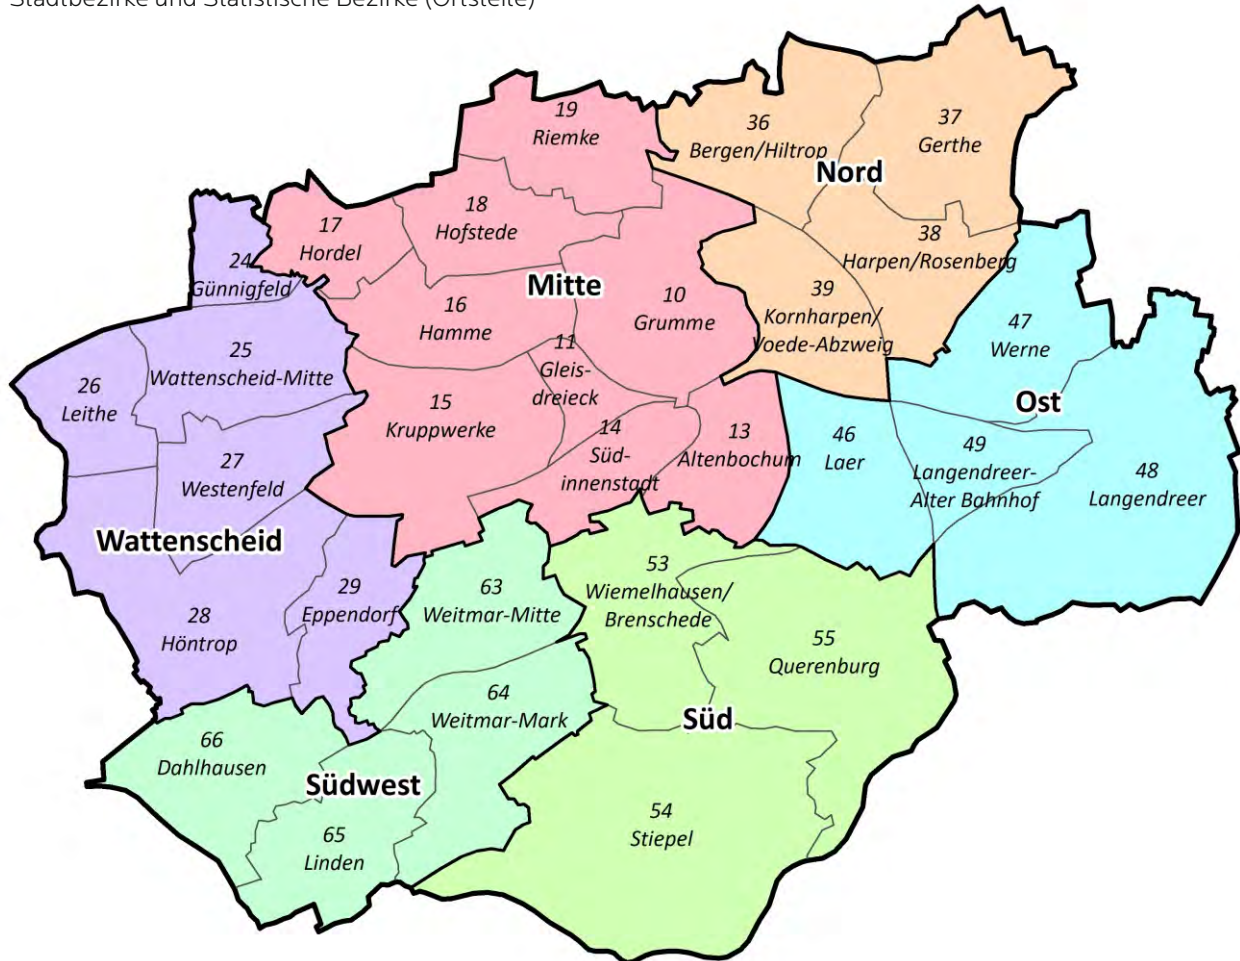 Stadtbezirke und Statistische Bezirke (Ortsteile)
19
Riemke
36
Bergen/Hiltrop
37
Gerthe
Nord
17
Hordel
18
Hofstede
38
Harpen/Rosenberg
24
Günnigfeld
Mitte
16
Hamme
10
Grumme
39
Kornharpen/
Voede-Abzweig
47
Werne
11
Gleis-
dreieck
25
Wattenscheid-Mitte
26
Leithe
15
Kruppwerke
Ost
14
Süd-
innenstadt
13
Altenbochum
46
Laer
49
Langendreer-
Alter Bahnhof
48
Langendreer
27
Westenfeld
Wattenscheid
29
Eppendorf
63
Weitmar-Mitte
53
Wiemelhausen/
Brenschede
28
Höntrop
55
Querenburg
64
Weitmar-Mark
Süd
66
Dahlhausen
Südwest
54
Stiepel
65
Linden